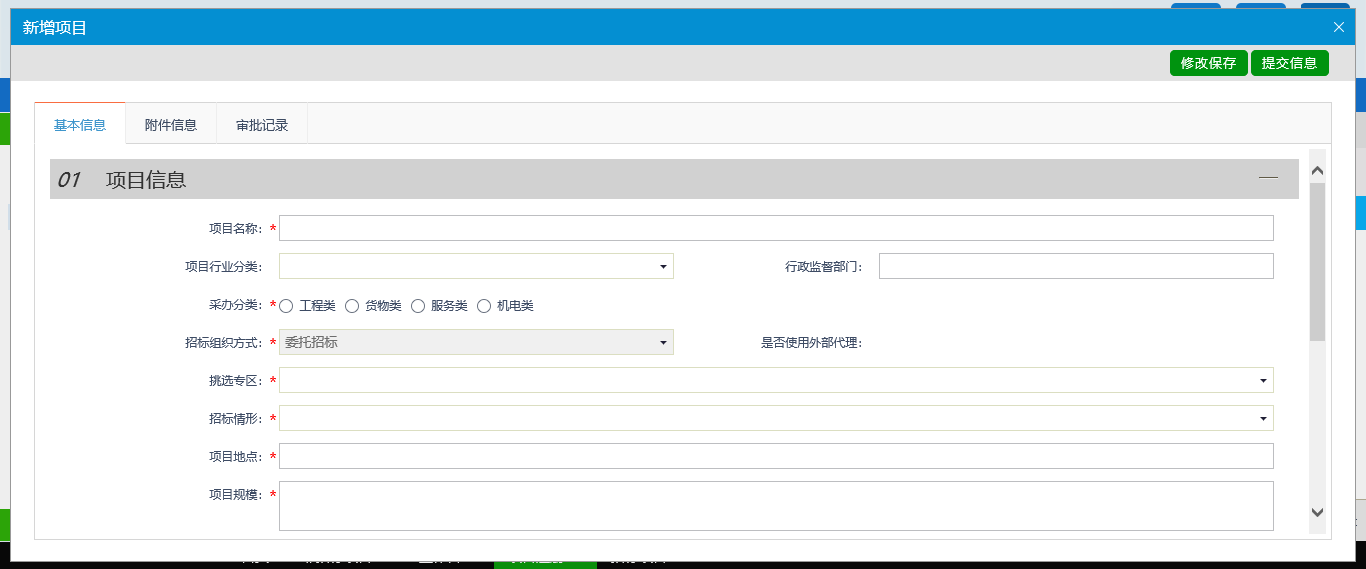 新增项目
修改保存 提交信息
基本信息 附件信息 审批记录
01 项目信息
项目名称: *
项目行业分类: 行政监督部门:
采办分类: * 工程类 货物类 服务类 机电类
招标组织方式: * 委托招标 是否使用外部代理:
挑选专区: *
招标情形: *
项目地点: *
项目规模: *